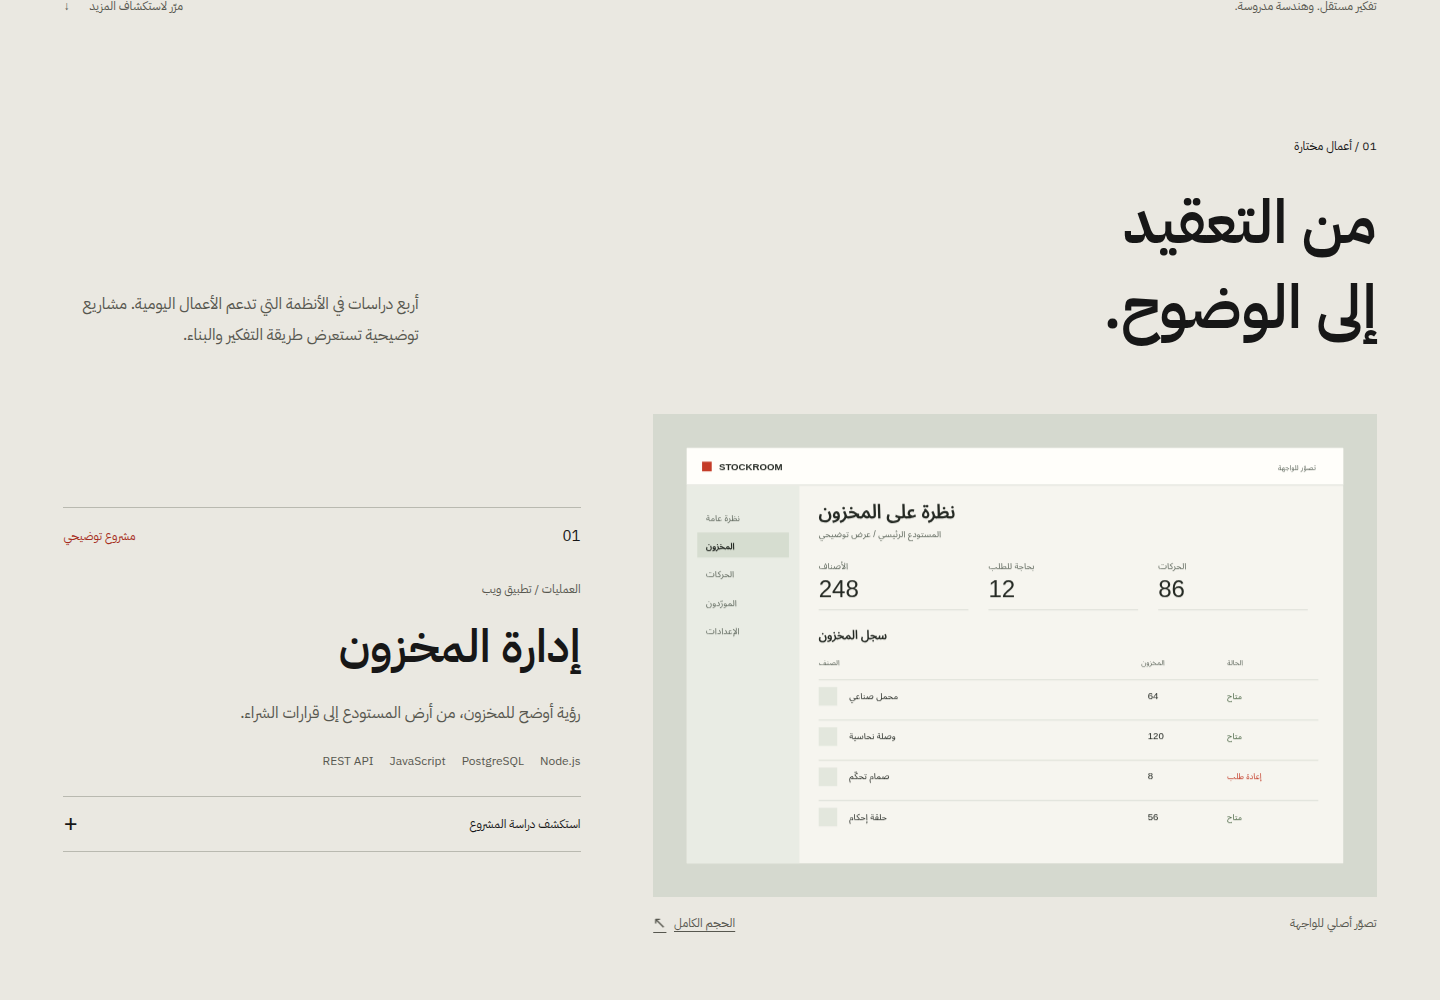 تفكير مستقل. وهندسة مدروسة.
مرّر لاستكشاف المزيد ↓
01 / أعمال مختارة
من التعقيد
إلى الوضوح.
أربع دراسات في الأنظمة التي تدعم الأعمال اليومية. مشاريع
توضيحية تستعرض طريقة التفكير والبناء.
STOCKROOM
تصوّر للواجهة
نظرة عامة
المخزون
الحركات
المورّدون
الإعدادات
نظرة على المخزون
المستودع الرئيسي / عرض توضيحي
الأصناف
248
بحاجة للطلب
12
الحركات
86
سجل المخزون
الصنف المخزون الحالة
محمل صناعي 64 متاح
وصلة نحاسية 120 متاح
صمام تحكّم 8 إعادة طلب
حلقة إحكام 56 متاح
تصوّر أصلي للواجهة
الحجم الكامل ↖
01
مشروع توضيحي
العمليات / تطبيق ويب
إدارة المخزون
رؤية أوضح للمخزون، من أرض المستودع إلى قرارات الشراء.
Node.js PostgreSQL JavaScript REST API
استكشف دراسة المشروع +